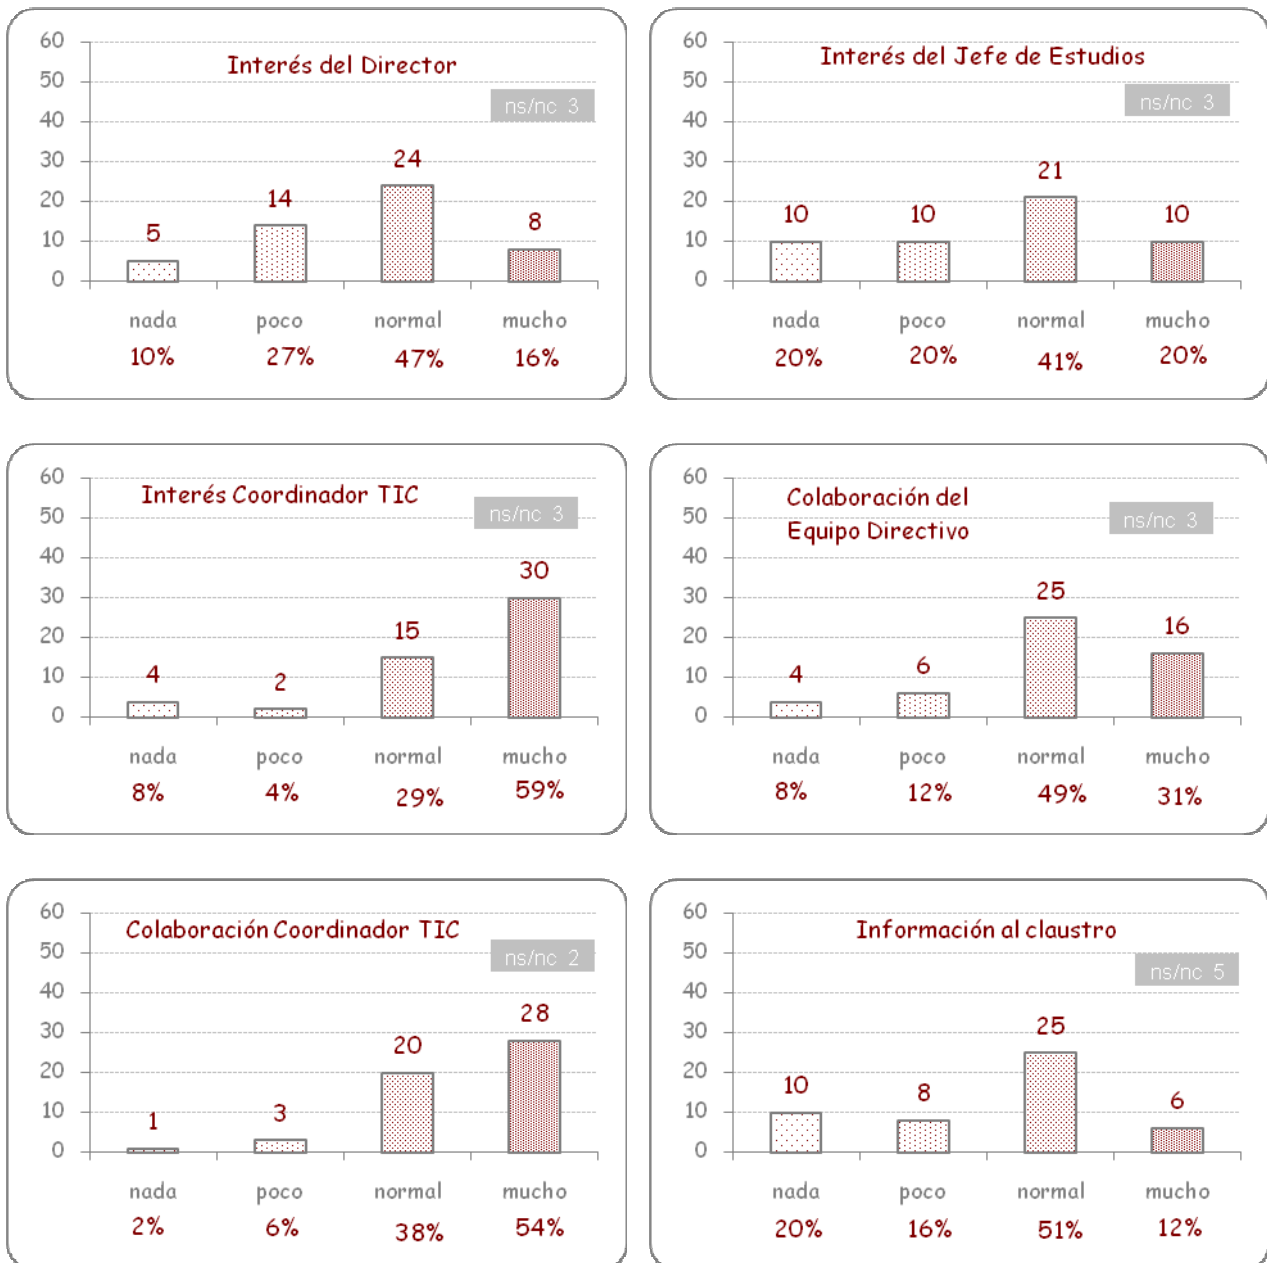 Interés del Director
ns/nc 3
60
50
40
30
20
10
0
5
14
24
8
nada poco normal mucho
10% 27% 47% 16%
Interés del Jefe de Estudios
ns/nc 3
60
50
40
30
20
10
0
10
10
21
10
nada poco normal mucho
20% 20% 41% 20%
Interés Coordinador TIC
ns/nc 3
60
50
40
30
20
10
0
4
2
15
30
nada poco normal mucho
8% 4% 29% 59%
Colaboración del
Equipo Directivo
ns/nc 3
60
50
40
30
20
10
0
4
6
25
16
nada poco normal mucho
8% 12% 49% 31%
Colaboración Coordinador TIC
ns/nc 2
60
50
40
30
20
10
0
1
3
20
28
nada poco normal mucho
2% 6% 38% 54%
Información al claustro
ns/nc 5
60
50
40
30
20
10
0
10
8
25
6
nada poco normal mucho
20% 16% 51% 12%